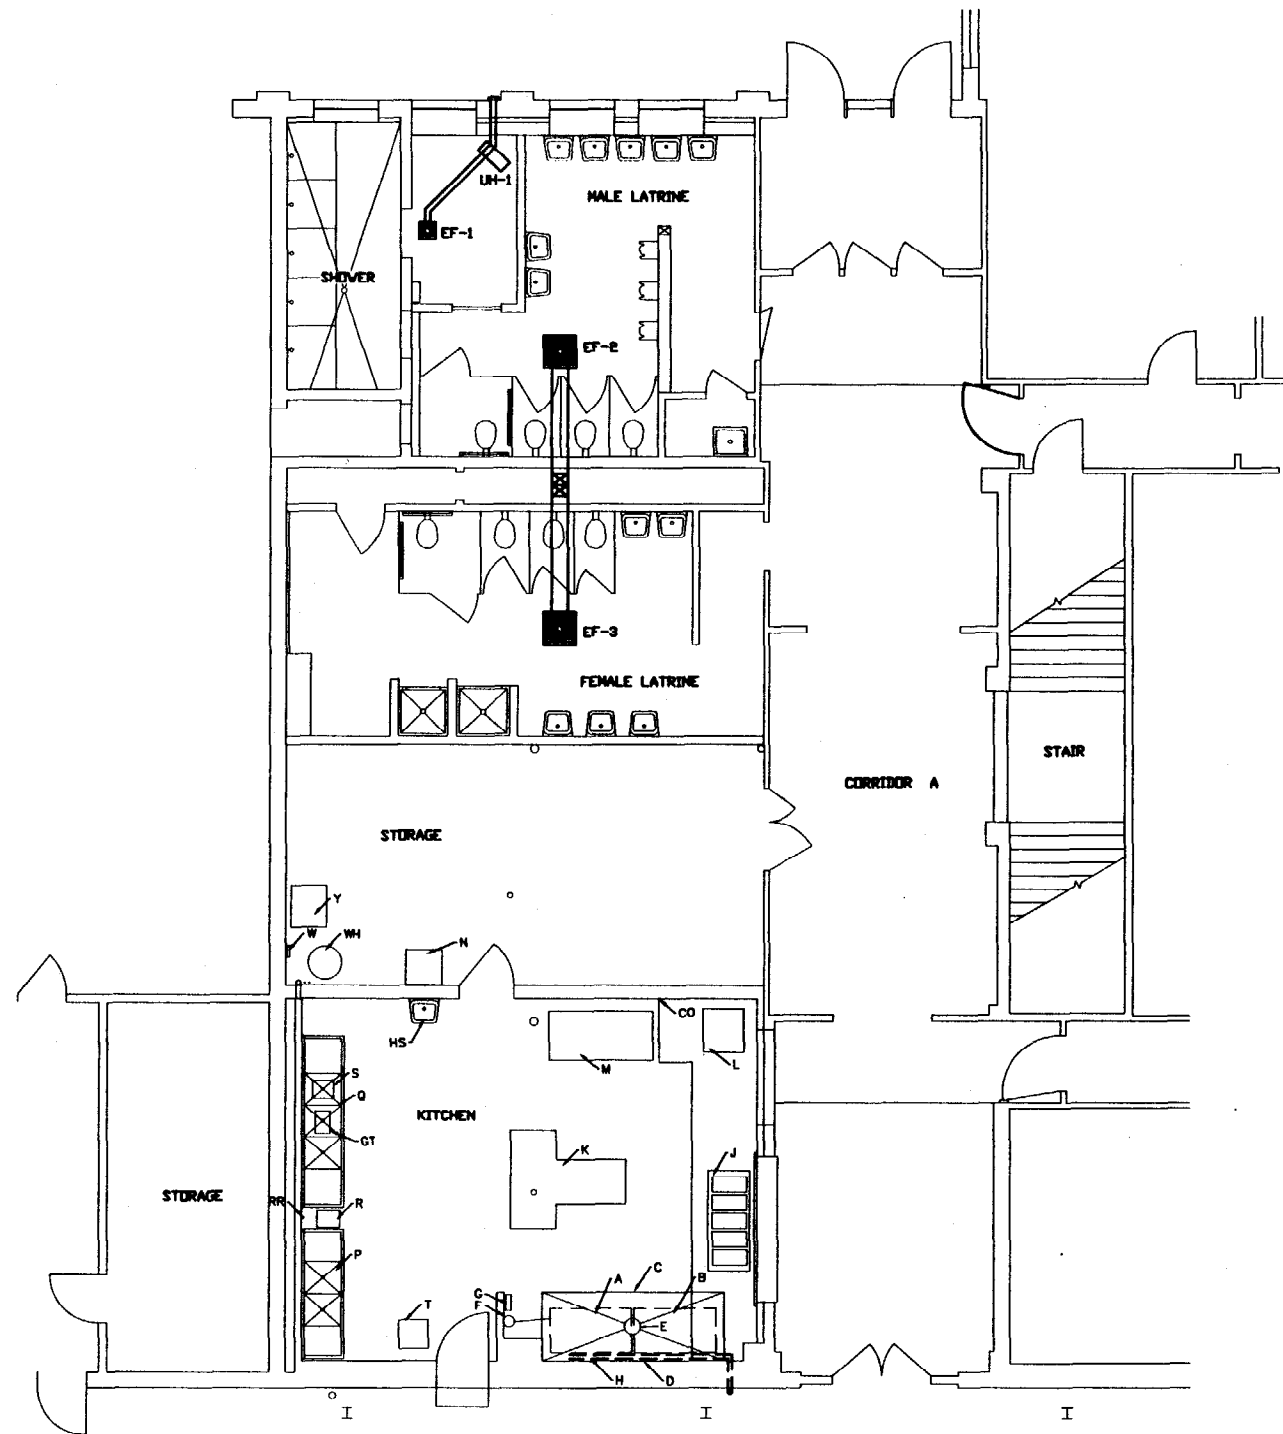 UH-1
MALE LATRINE
EF-1
SHOWER
EF-2
EF-3
FEMALE LATRINE
STAIR
CORRIDOR A
STORAGE
Y
W
WH
N
CO
HS
L
M
S
Q
KITCHEN
GT
K
J
STORAGE
RR
R
P
C
A
B
G
F
T
E
H
D
I
I
I